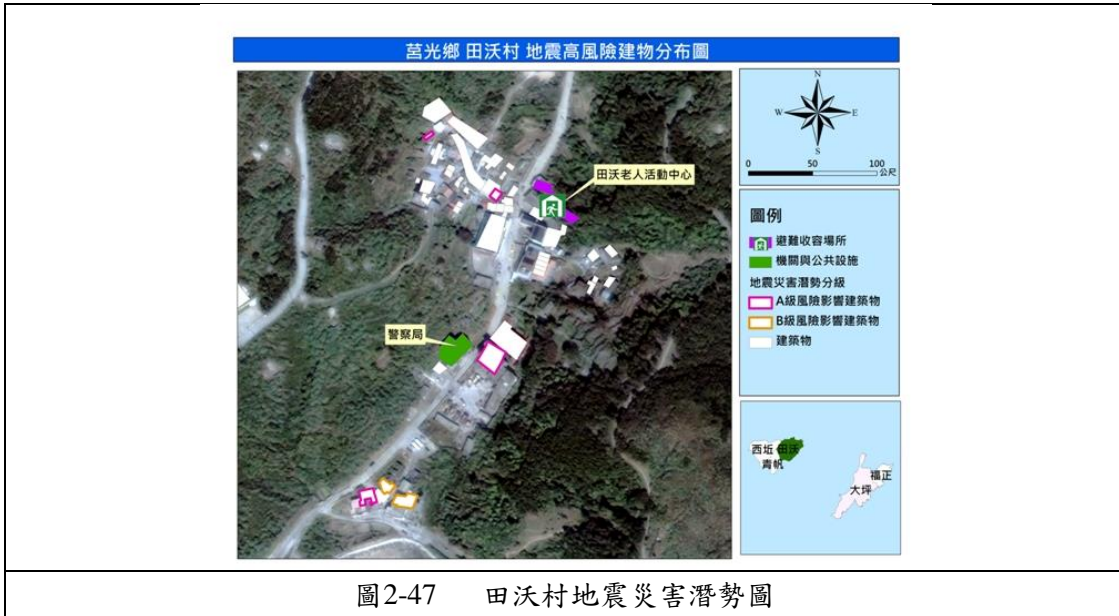 莒光鄉 田沃村 地震高風險建物分布圖
N
W
E
S
0 50 100
公尺
田沃老人活動中心
警察局
圖例
避難收容場所
機關與公共設施
地震災害潛勢分級
A級風險影響建築物
B級風險影響建築物
建築物
西坵 田沃
青帆
福正
大坪
圖2-47 田沃村地震災害潛勢圖